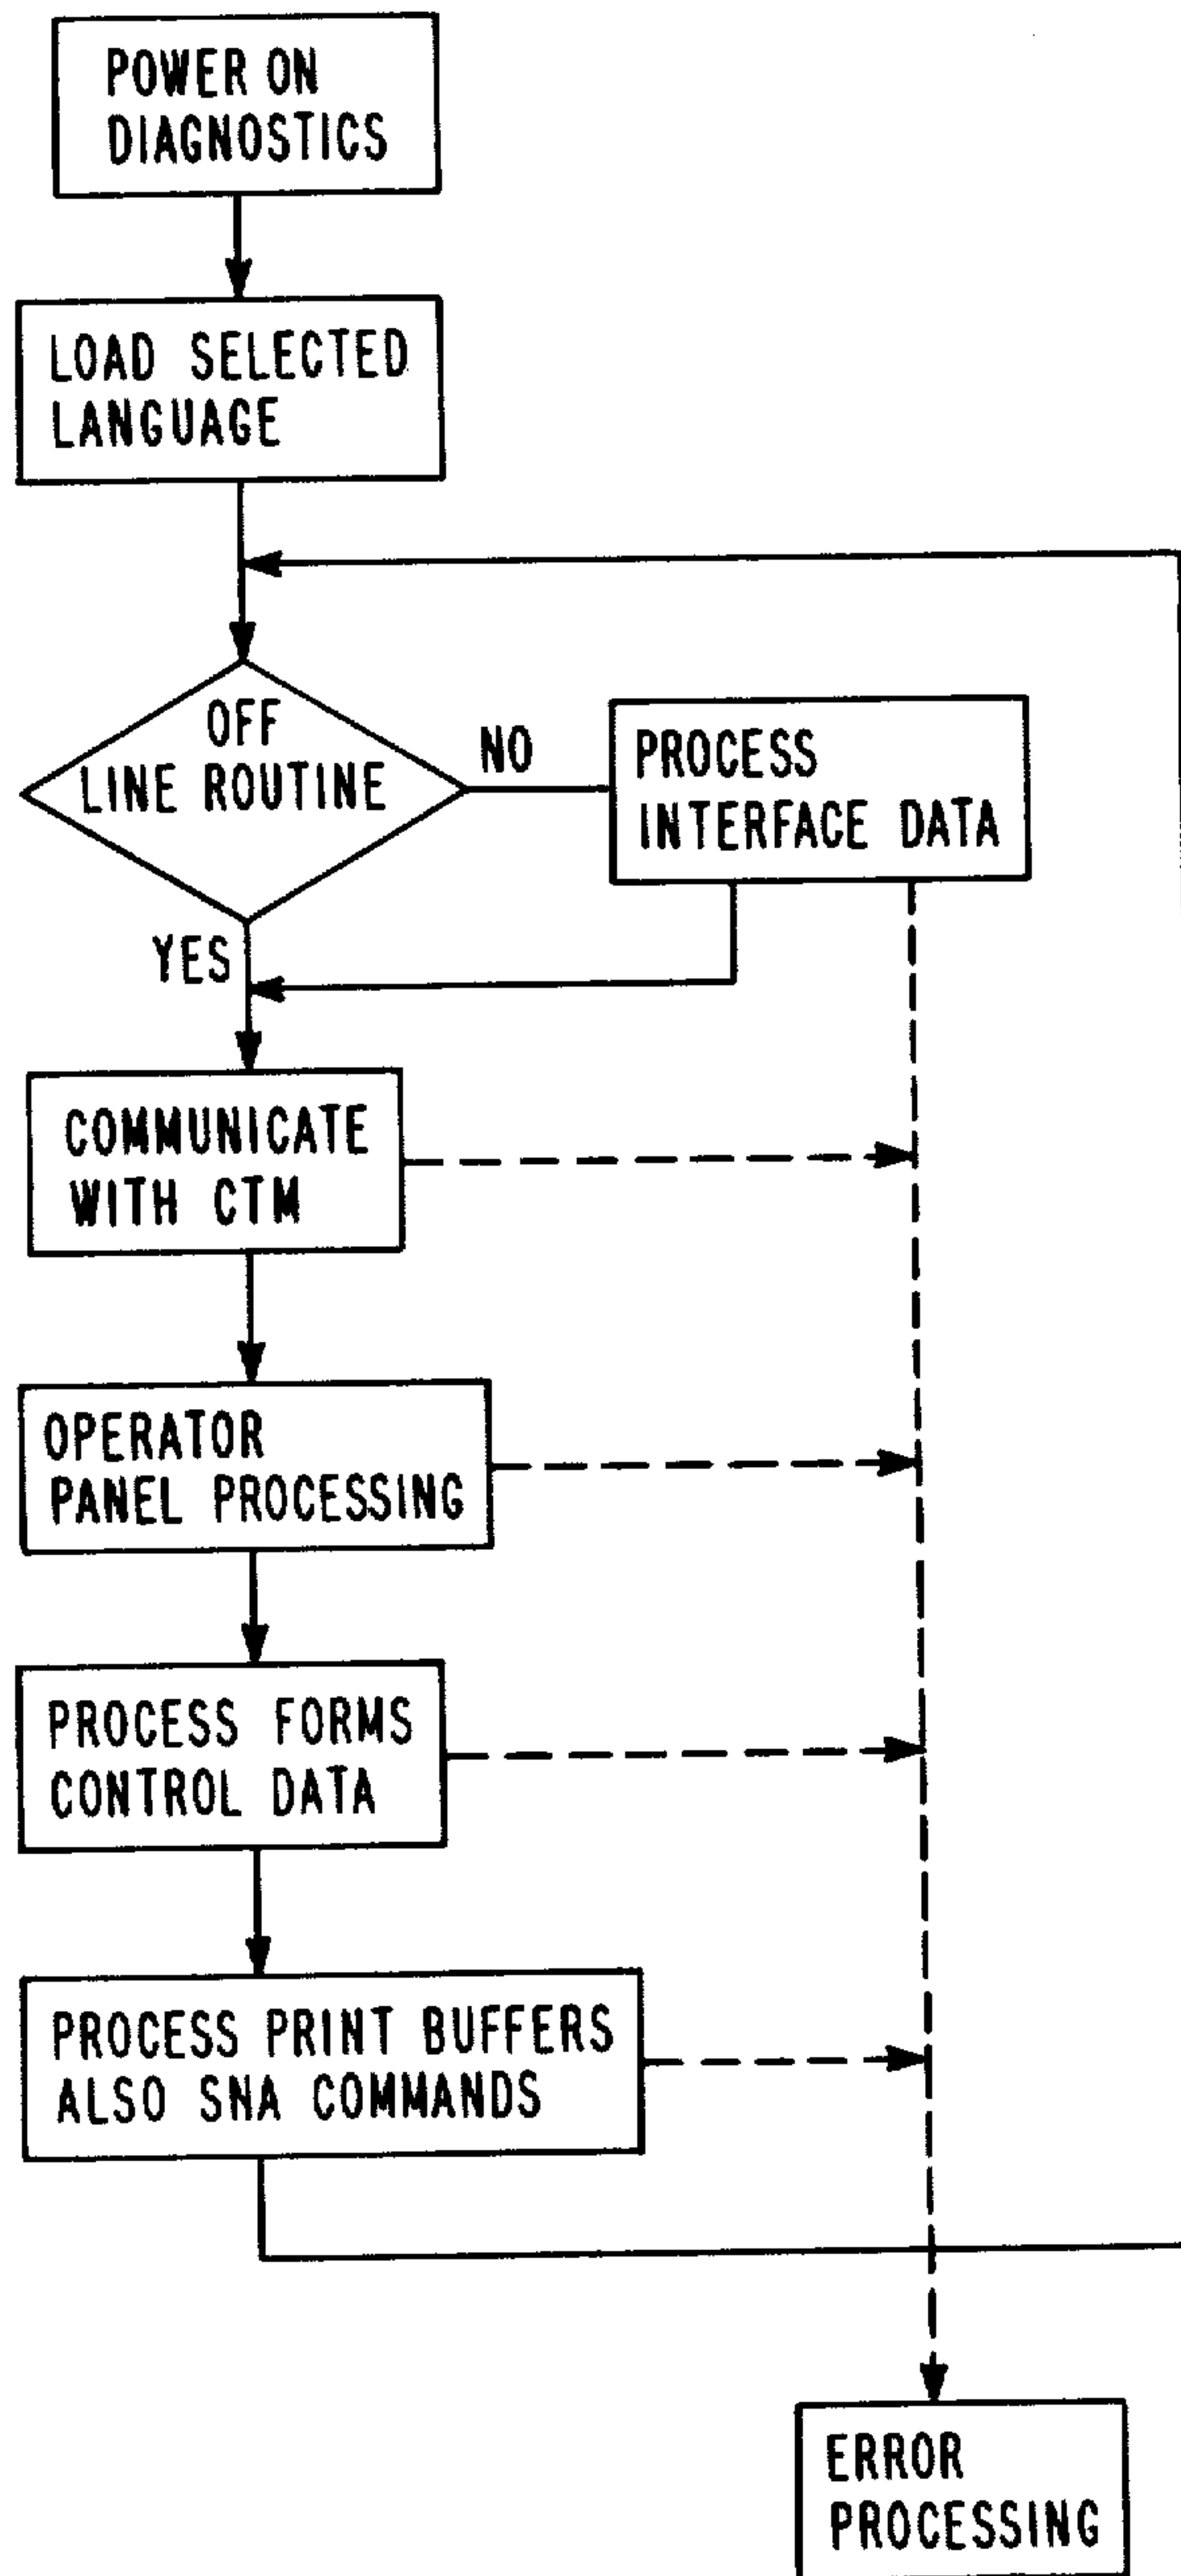 POWER ON
DIAGNOSTICS
LOAD SELECTED
LANGUAGE
OFF
LINE ROUTINE
NO
PROCESS
INTERFACE DATA
YES
COMMUNICATE
WITH CTM
OPERATOR
PANEL PROCESSING
PROCESS FORMS
CONTROL DATA
PROCESS PRINT BUFFERS
ALSO SNA COMMANDS
ERROR
PROCESSING